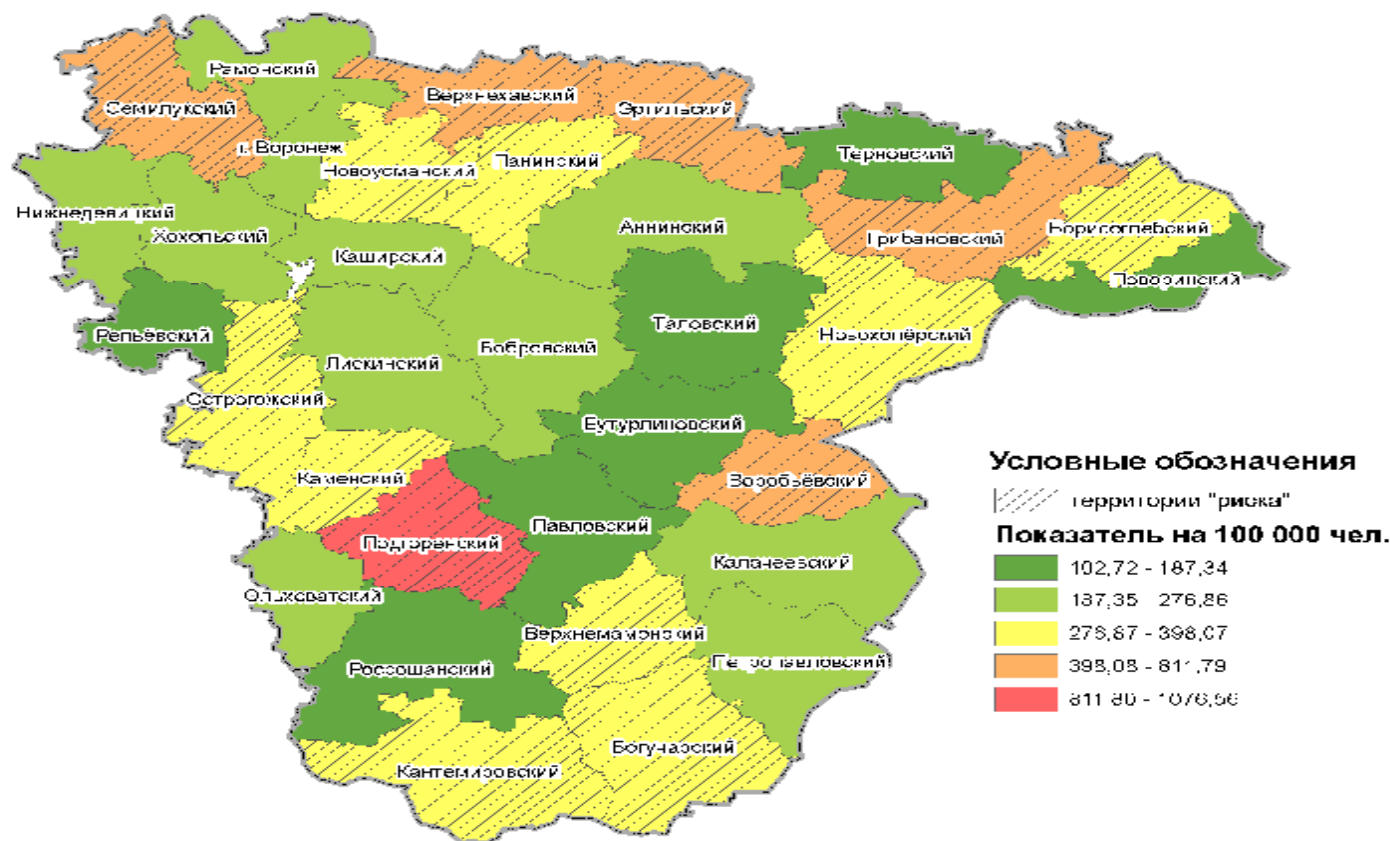 Рамонский
Семилукский
Верхнехавский
Эртильский
г. Воронеж
Новоусманский
Панинский
Терновский
Нижнедевицкий
Хохольский
Каширский
Аннинский
Грибановский
Борисоглебский
Поворинский
Репьёвский
Лискинский
Бобровский
Таловский
Новохопёрский
Острогожский
Бутурлиновский
Каменский
Воробьёвский
Подгоренский
Павловский
Калачеевский
Ольховатский
Верхнемамонский
Петропавловский
Россошанский
Богучарский
Кантемировский
Условные обозначения
территории "риска"
Показатель на 100 000 чел.
102,72 - 187,34
187,35 - 276,86
276,87 - 398,07
398,08 - 811,79
811,80 - 1076,56